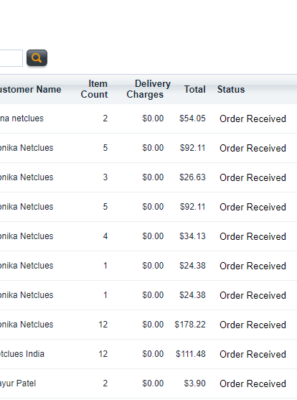 Item Delivery
ustomer Name Count Charges Total Status
na netclues 2 $0.00 $54.05 Order Received
onika Netclues 5 $0.00 $92.11 Order Received
onika Netclues 3 $0.00 $26.63 Order Received
onika Netclues 5 $0.00 $92.11 Order Received
onika Netclues 4 $0.00 $34.13 Order Received
onika Netclues 1 $0.00 $24.38 Order Received
onika Netclues 1 $0.00 $24.38 Order Received
onika Netclues 12 $0.00 $178.22 Order Received
etclues India 12 $0.00 $111.48 Order Received
ayur Patel 2 $0.00 $3.90 Order Received